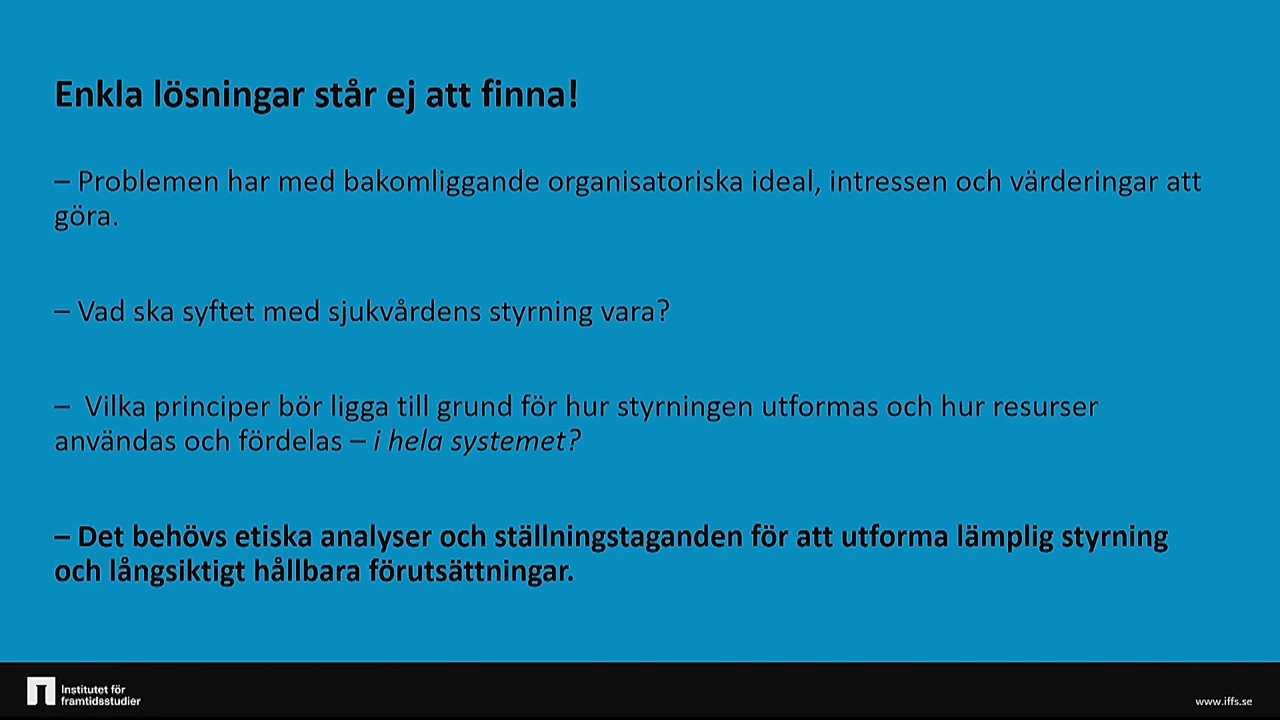 Enkla lösningar står ej att finna!
– Problemen har med bakomliggande organisatoriska ideal, intressen och värderingar att
göra.
– Vad ska syftet med sjukvårdens styrning vara?
– Vilka principer bör ligga till grund för hur styrningen utformas och hur resurser
användas och fördelas – i hela systemet?
– Det behövs etiska analyser och ställningstaganden för att utforma lämplig styrning
och långsiktigt hållbara förutsättningar.
Institutet för
framtidsstudier
www.iffs.se